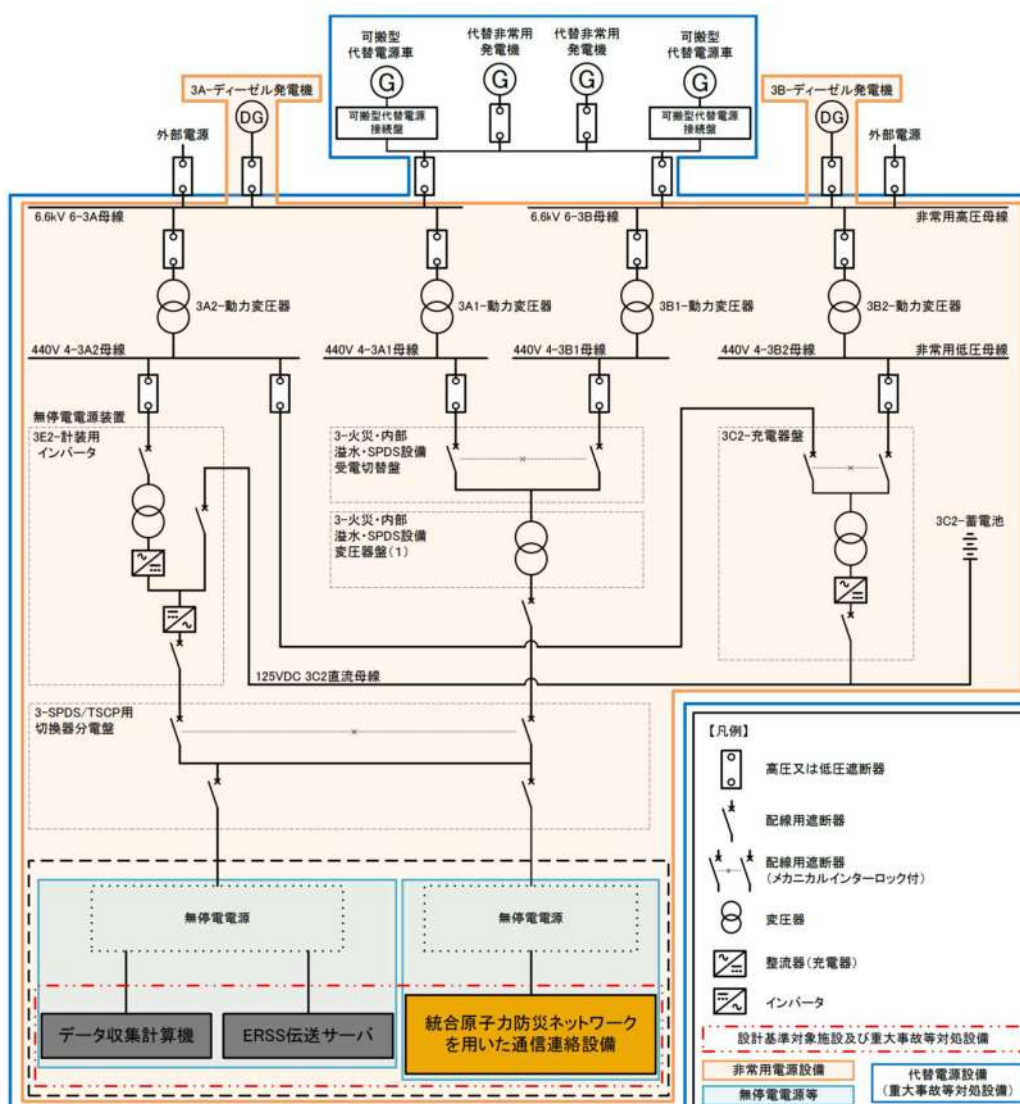 可搬型
代替電源車
代替非常用
発電機
代替非常用
発電機
可搬型
代替電源車
G
G
G
G
3A-ディーゼル発電機
3B-ディーゼル発電機
DG
DG
可搬型代替電源
接続盤
可搬型代替電源
接続盤
外部電源
外部電源
6.6kV 6-3A母線
6.6kV 6-3B母線
非常用高圧母線
3A2-動力変圧器
3A1-動力変圧器
3B1-動力変圧器
3B2-動力変圧器
440V 4-3A2母線
440V 4-3A1母線
440V 4-3B1母線
440V 4-3B2母線
非常用低圧母線
無停電電源装置
3E2-計装用
インバータ
3-火災・内部
溢水・SPDS設備
受電切替盤
3C2-充電器盤
3-火災・内部
溢水・SPDS設備
変圧器盤(1)
3C2-蓄電池
125VDC 3C2直流母線
3-SPDS/TSCP用
切換器分電盤
無停電電源
無停電電源
データ収集計算機
ERSS伝送サーバ
統合原子力防災ネットワーク
を用いた通信連絡設備
【凡例】
高圧又は低圧遮断器
配線用遮断器
配線用遮断器
(メカニカルインターロック付)
変圧器
整流器(充電器)
インバータ
設計基準対象施設及び重大事故等対処設備
非常用電源設備
無停電電源等
代替電源設備
(重大事故等対処設備)